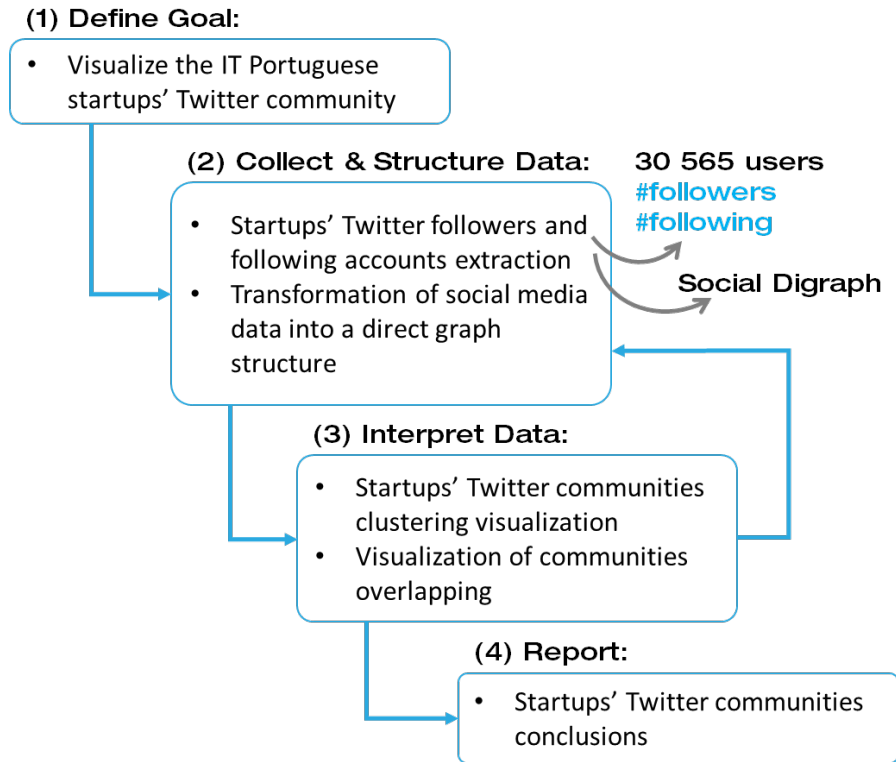 (1) Define Goal:
• Visualize the IT Portuguese
startups’ Twitter community
(2) Collect & Structure Data:
30 565 users
#followers
#following
• Startups’ Twitter followers and
following accounts extraction
• Transformation of social media
data into a direct graph
structure
Social Digraph
(3) Interpret Data:
• Startups’ Twitter communities
clustering visualization
• Visualization of communities
overlapping
(4) Report:
• Startups’ Twitter communities
conclusions